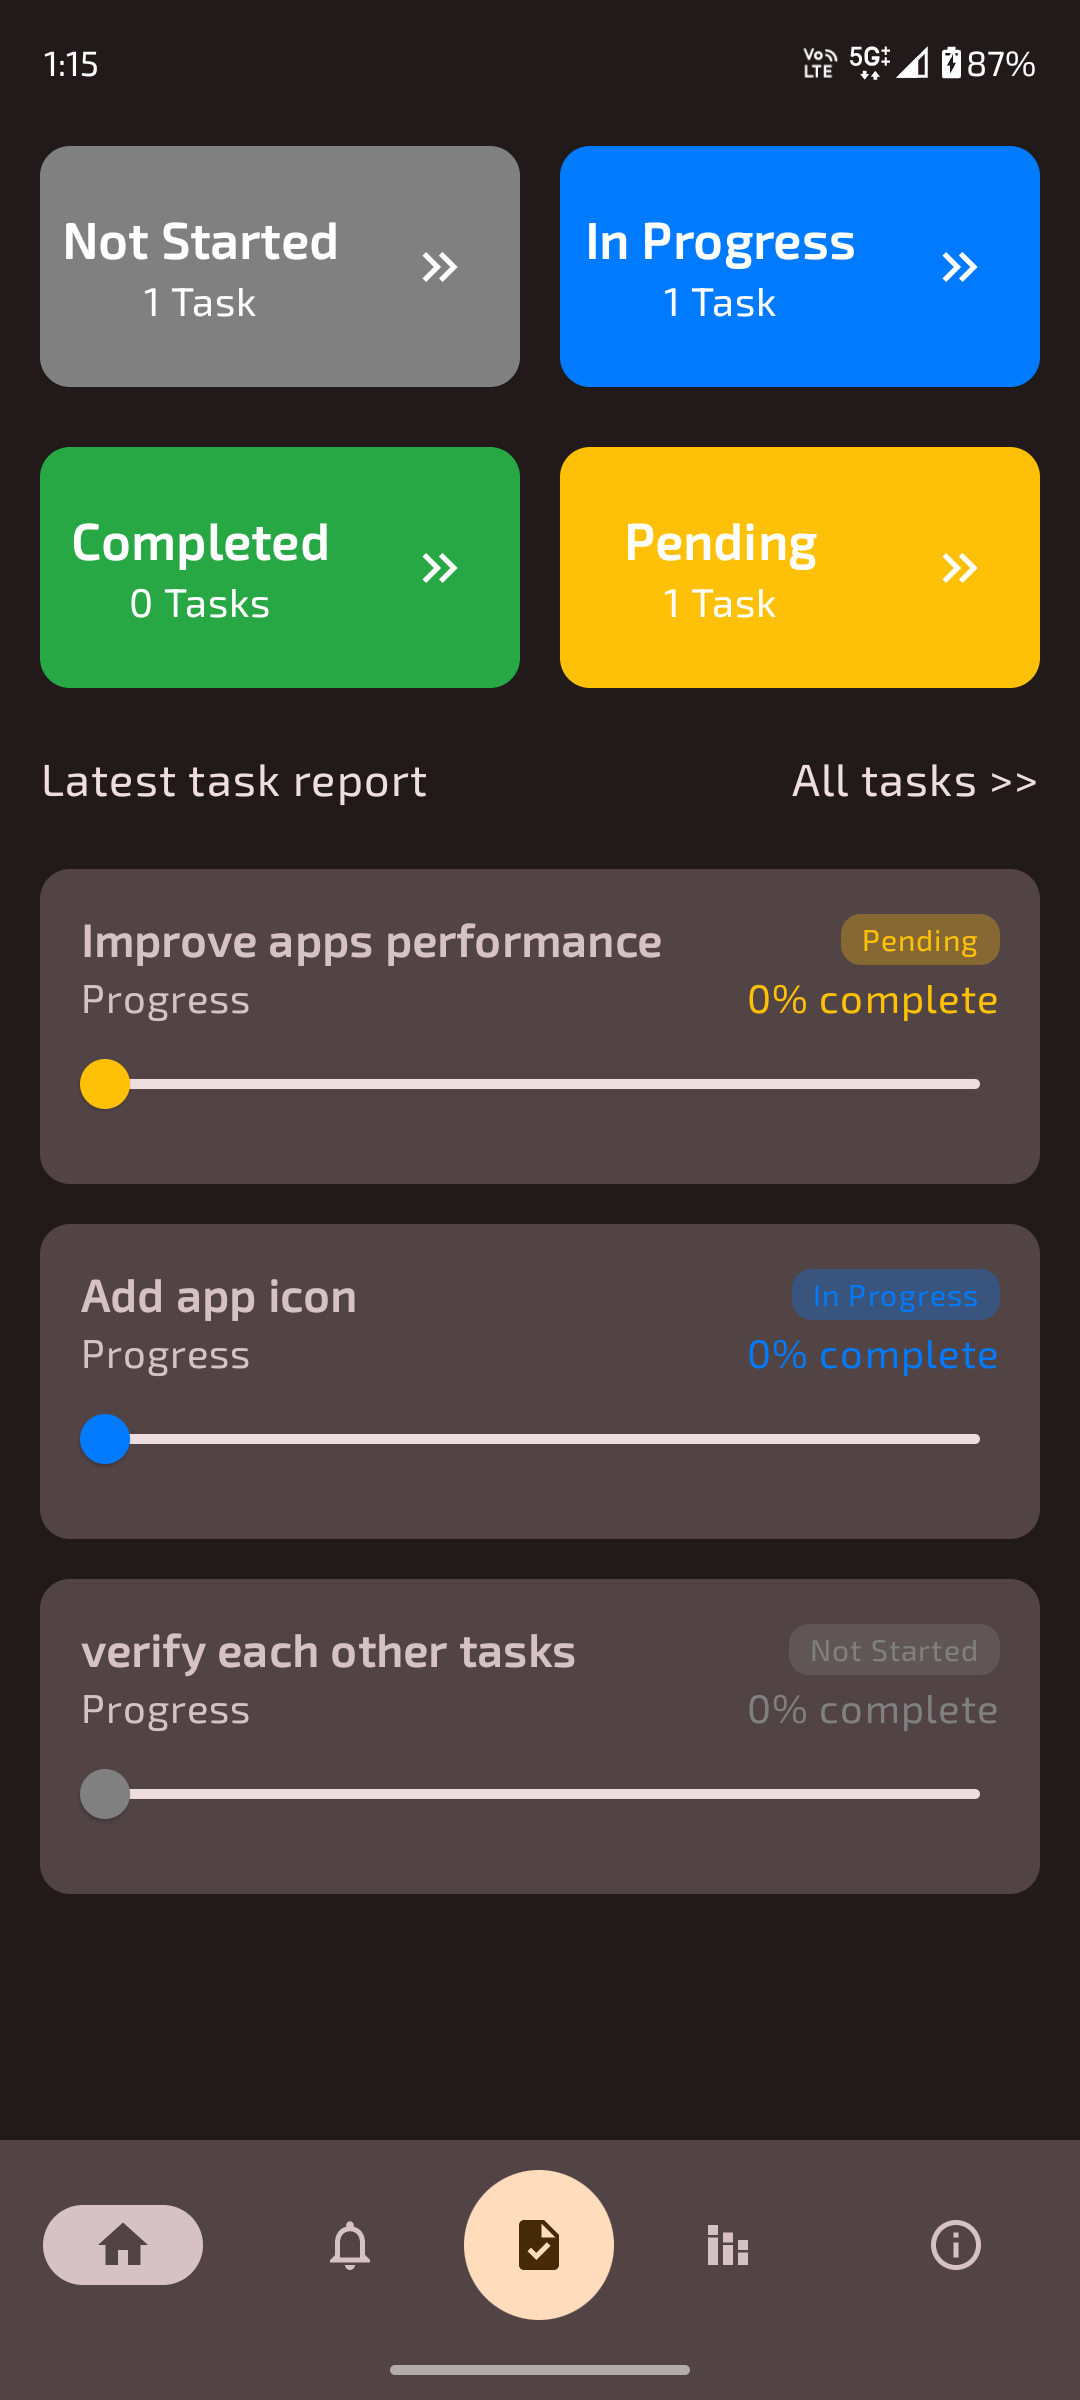 1:15
Vo LTE 5G 87%
Not Started
1 Task
In Progress
1 Task
Completed
0 Tasks
Pending
1 Task
Latest task report
All tasks >>
Improve apps performance
Pending
Progress
0% complete
Add app icon
In Progress
Progress
0% complete
verify each other tasks
Not Started
Progress
0% complete